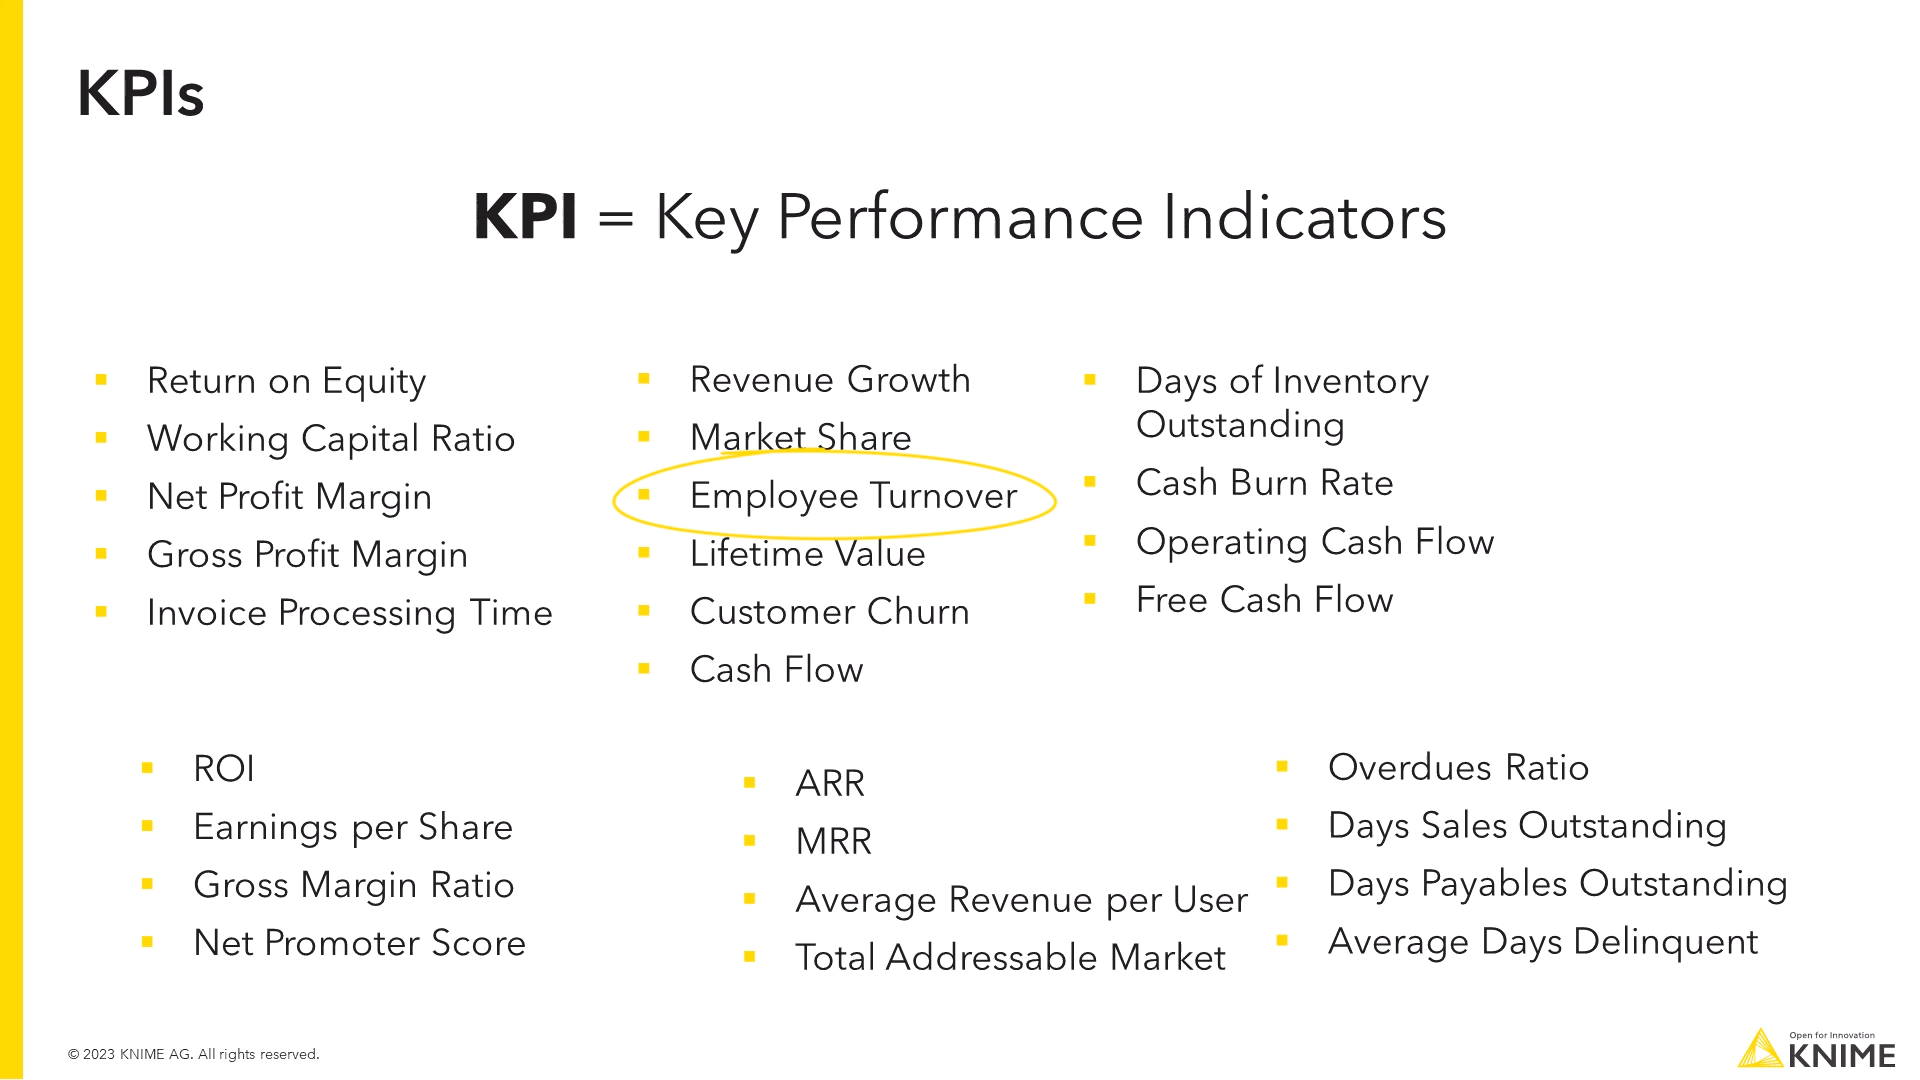 KPIs
KPI = Key Performance Indicators
Return on Equity
Working Capital Ratio
Net Profit Margin
Gross Profit Margin
Invoice Processing Time
Revenue Growth
Market Share
Employee Turnover
Lifetime Value
Customer Churn
Cash Flow
Days of Inventory
Outstanding
Cash Burn Rate
Operating Cash Flow
Free Cash Flow
ROI
Earnings per Share
Gross Margin Ratio
Net Promoter Score
ARR
MRR
Average Revenue per User
Total Addressable Market
Overdues Ratio
Days Sales Outstanding
Days Payables Outstanding
Average Days Delinquent
© 2023 KNIME AG. All rights reserved.
Open for Innovation
KNIME